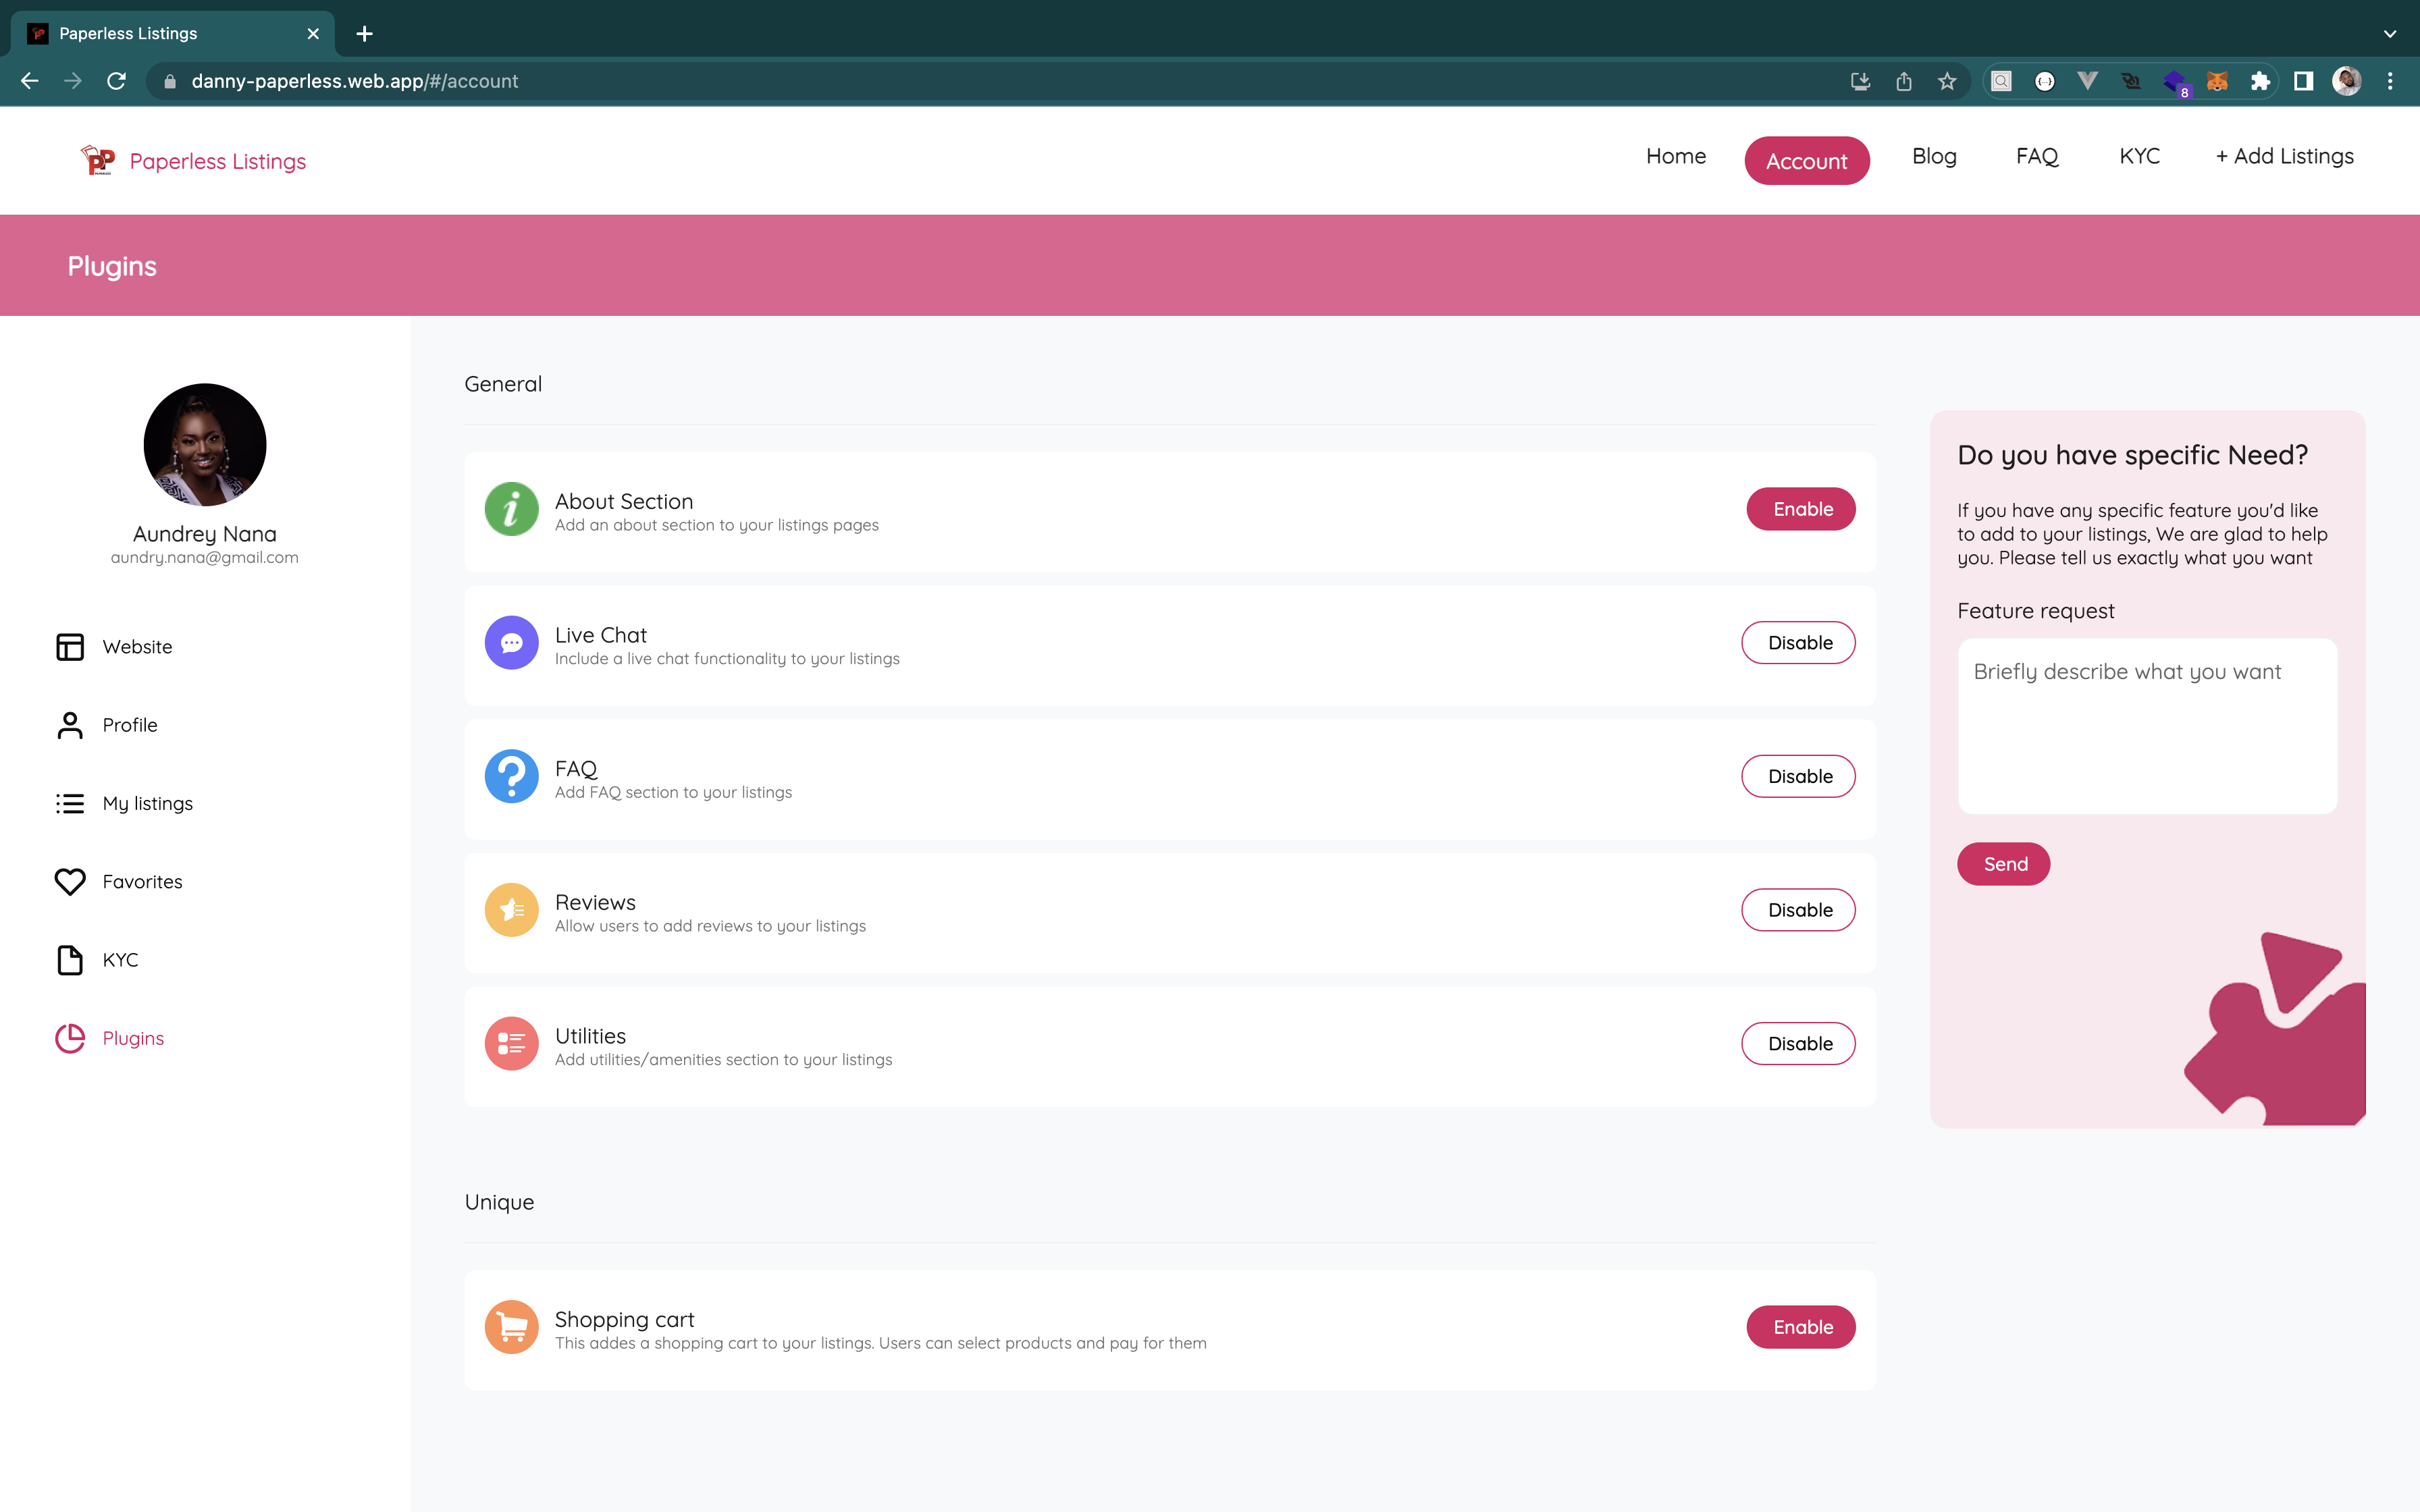 Paperless Listings
danny-paperless.web.app/#/account
8
PP Paperless Listings
Home
Account
Blog
FAQ
KYC
+ Add Listings
Plugins
Aundrey Nana
aundry.nana@gmail.com
Website
Profile
My listings
Favorites
KYC
Plugins
General
About Section
Add an about section to your listings pages
Enable
Live Chat
Include a live chat functionality to your listings
Disable
FAQ
Add FAQ section to your listings
Disable
Reviews
Allow users to add reviews to your listings
Disable
Utilities
Add utilities/amenities section to your listings
Disable
Unique
Shopping cart
This addes a shopping cart to your listings. Users can select products and pay for them
Enable
Do you have specific Need?
If you have any specific feature you'd like
to add to your listings, We are glad to help
you. Please tell us exactly what you want
Feature request
Briefly describe what you want
Send